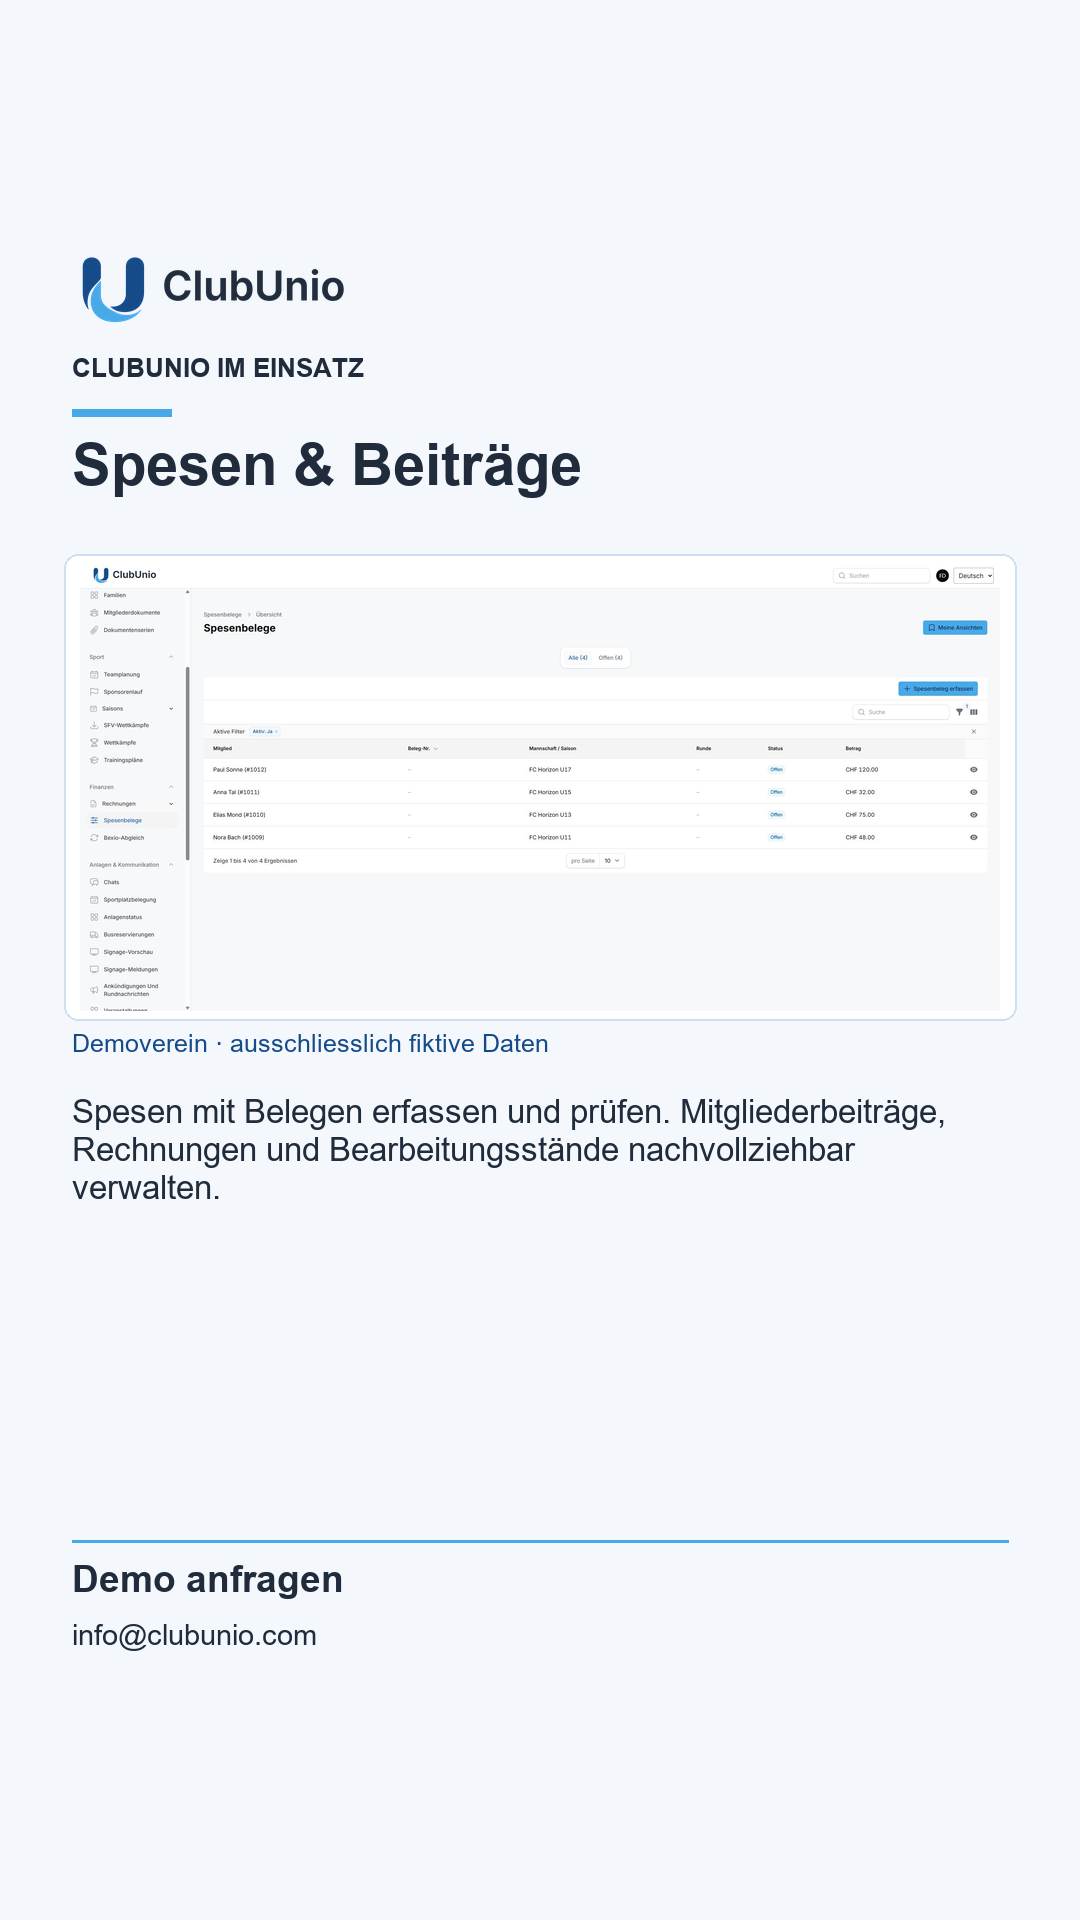 ClubUnio
CLUBUNIO IM EINSATZ
Spesen & Beiträge
ClubUnio
Suchen
FD
Deutsch
Familien
Mitgliederdokumente
Dokumentenserien
Sport
Teamplanung
Sponsorenlauf
Saisons
SFV-Wettkämpfe
Wettkämpfe
Trainingspläne
Finanzen
Rechnungen
Spesenbelege
Bexio-Abgleich
Anlagen & Kommunikation
Chats
Sportplatzbelegung
Anlagenstatus
Busreservierungen
Signage-Vorschau
Signage-Meldungen
Ankündigungen Und
Rundnachrichten
Spesenbelege > Übersicht
Spesenbelege
Meine Ansichten
Alle (4) Offen (4)
+ Spesenbeleg erfassen
Suche
1
Aktive Filter Aktiv: Ja ×
Mitglied Beleg-Nr. Mannschaft / Saison Runde Status Betrag
Paul Sonne (#1012) – FC Horizon U17 – Offen CHF 120.00
Anna Tal (#1011) – FC Horizon U15 – Offen CHF 32.00
Elias Mond (#1010) – FC Horizon U13 – Offen CHF 75.00
Nora Bach (#1009) – FC Horizon U11 – Offen CHF 48.00
Zeige 1 bis 4 von 4 Ergebnissen pro Seite 10
Demoverein · ausschliesslich fiktive Daten
Spesen mit Belegen erfassen und prüfen. Mitgliederbeiträge,
Rechnungen und Bearbeitungsstände nachvollziehbar
verwalten.
Demo anfragen
info@clubunio.com